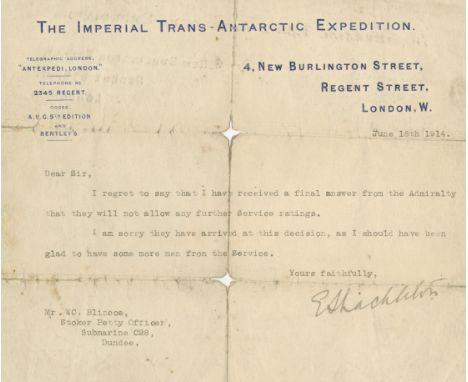 THE IMPERIAL TRANS-ANTARCTIC EXPEDITION.
TELEGRAPHIC ADDRESS,
"ANTEXPEDI, LONDON."
TELEPHONE NO
2345 REGENT.
CODES
A.B.C. 5TH EDITION
AND
BENTLEY'S
4, NEW BURLINGTON STREET,
REGENT STREET,
LONDON, W.
June 18th 1914.
Dear Sir,
I regret to say that I have received a final answer from the Admiralty
that they will not allow any further Service ratings.
I am sorry they have arrived at this decision, as I should have been
glad to have some more men from the Service.
Yours faithfully,
EShackleton
Mr. WC. Blincoe,
Stoker Petty Officer,
Submarine C28,
Dundee.